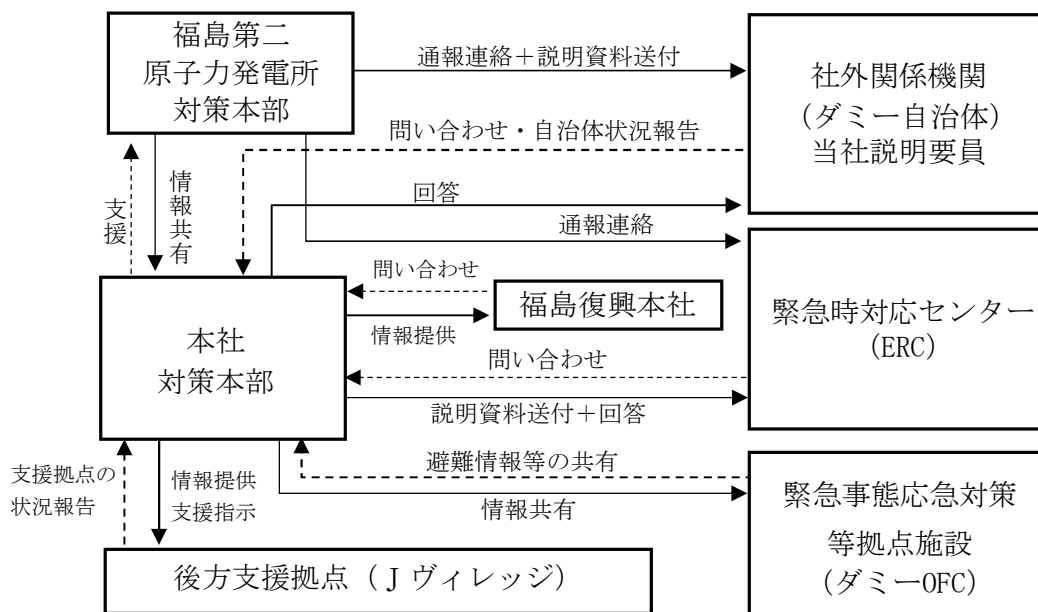 福島第二
原子力発電所
対策本部
通報連絡＋説明資料送付
社外関係機関
（ダミー自治体）
当社説明要員
問い合わせ・自治体状況報告
支援
情報共有
回答
通報連絡
問い合わせ
福島復興本社
情報提供
緊急時対応センター
(ERC)
本社
対策本部
問い合わせ
説明資料送付＋回答
支援拠点の
状況報告
情報提供
支援指示
避難情報等の共有
情報共有
緊急事態応急対策
等拠点施設
（ダミーOFC）
後方支援拠点（Ｊヴィレッジ）